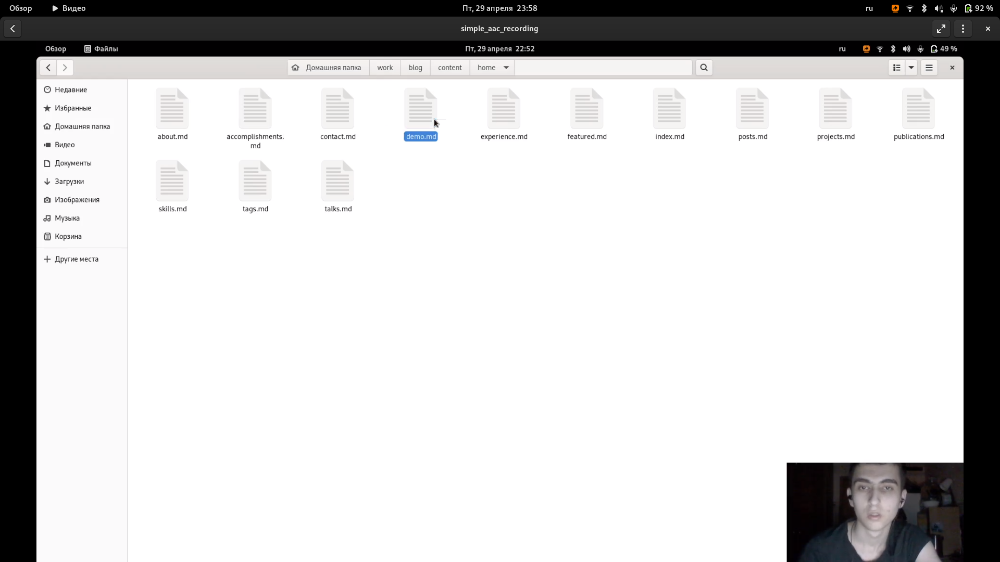 Обзор Видео Пт, 29 апреля 23:58 ru 92 %
simple_aac_recording
Обзор Файлы Пт, 29 апреля 22:52 ru 49 %
Домашняя папка work blog content home
Недавние
Избранные
Домашняя папка
Видео
Документы
Загрузки
Изображения
Музыка
Корзина
Другие места
about.md accomplishments. contact.md demo.md experience.md featured.md index.md posts.md projects.md publications.md
md
skills.md tags.md talks.md